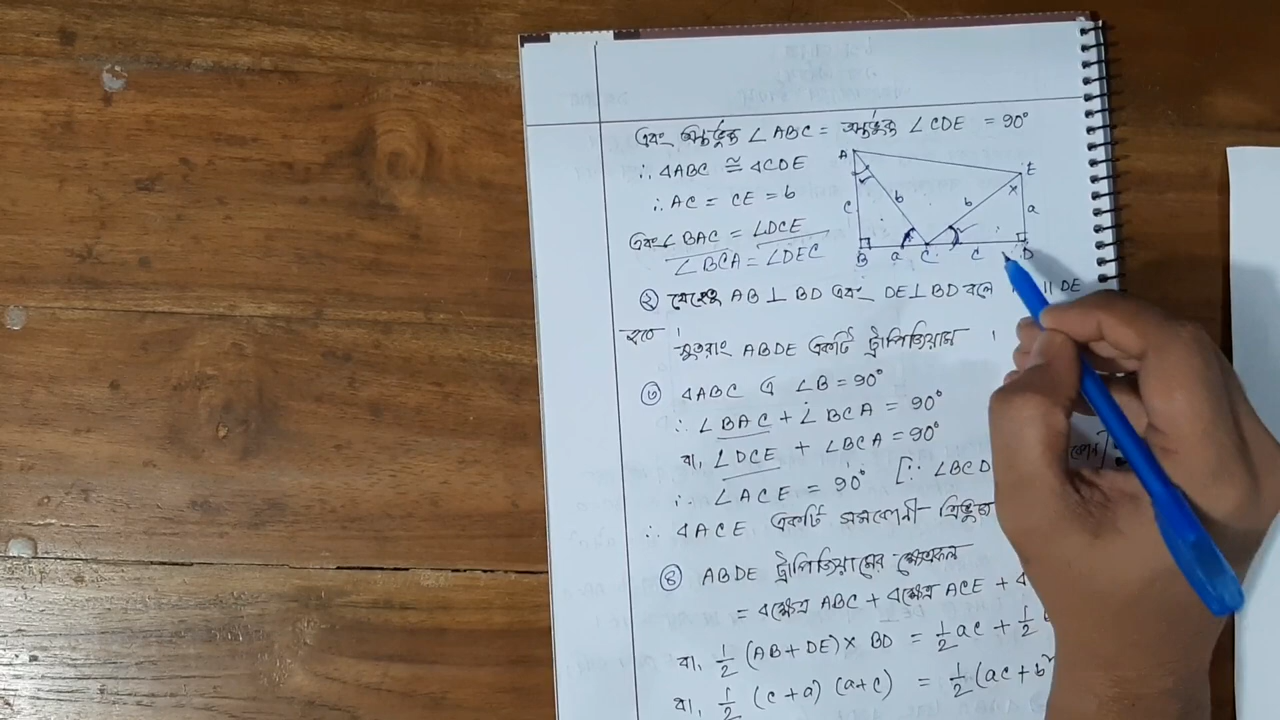 এবং অন্তর্ভুক্ত ∠ABC = অন্তর্ভুক্ত ∠CDE = 90°
∴ ΔABC ≅ ΔCDE
∴ AC = CE = b
এবং ∠BAC = ∠DCE
∠BCA = ∠DEC
A
E
c
b
b
x
a
B
a
C
c
D
② যেহেতু AB ⊥ BD এবং DE ⊥ BD বলে || DE
সুতরাং ABDE একটি ট্রাপিজিয়াম ।
③ ΔABC এ ∠B = 90°
∴ ∠BAC + ∠BCA = 90°
বা, ∠DCE + ∠BCA = 90°
∴ ∠ACE = 90° [∵ ∠BCD
∴ ΔACE একটি সমকোণী ত্রিভুজ
④ ABDE ট্রাপিজিয়ামের ক্ষেত্রফল
= Δক্ষেত্র ABC + Δক্ষেত্র ACE + Δ
বা, ½ (AB + DE) × BD = ½ ac + ½
বা, ½ (c + a) (a + c) = ½ (ac + b²